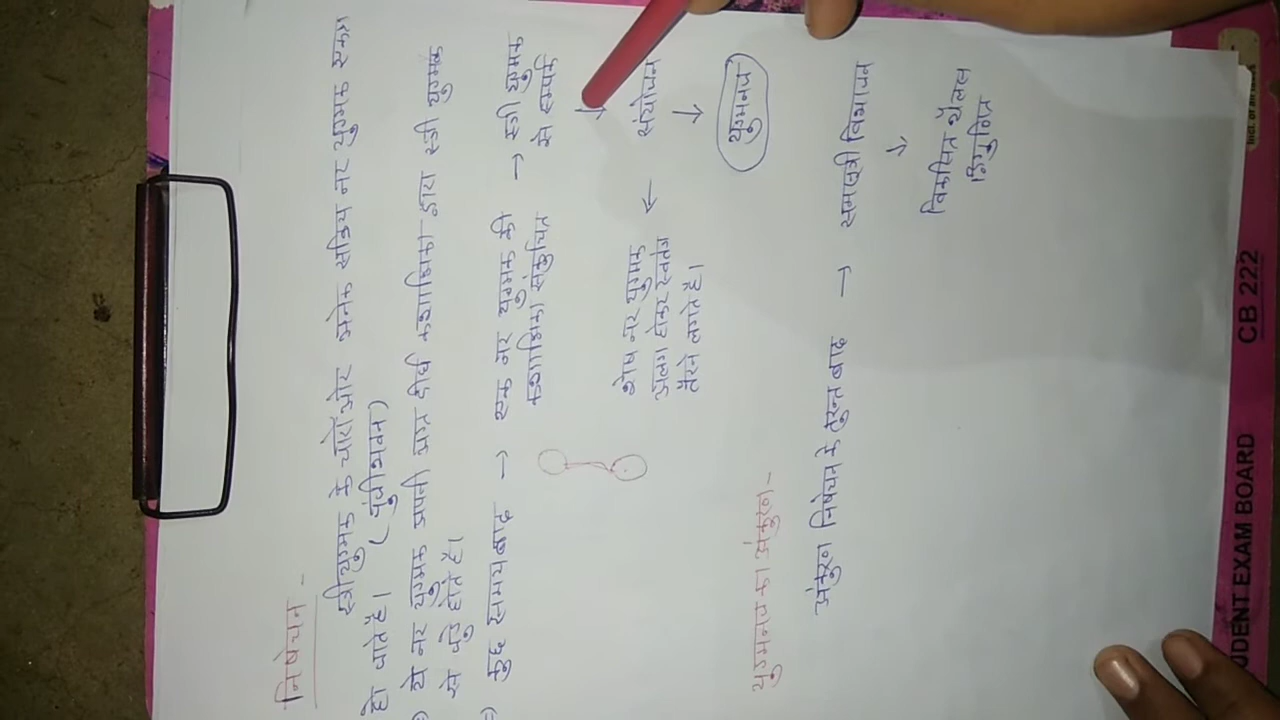 निषेचन -
स्त्री युग्मक के चारों ओर अनेक सक्रिय नर युग्मक एकत्र
हो जाते है। (पुंजीभवन)
ये नर युग्मक अपनी अग्र दीर्घ कशाभिका द्वारा स्त्री युग्मक
से जुड़े होते है।
कुछ समय बाद → एक नर युग्मक की → स्त्री युग्मक
कशाभिका संकुचित से सम्पर्क
↓
शेष नर युग्मक ← संयोजन
अलग होकर स्वतंत्र ↓
तैरने लगते है। युग्मनज
युग्मनज का अंकुरण -
अंकुरण निषेचन के तुरन्त बाद → समसूत्री विभाजन
↓
विकसित थैलस
द्विगुणित
STUDENT EXAM BOARD CB 222